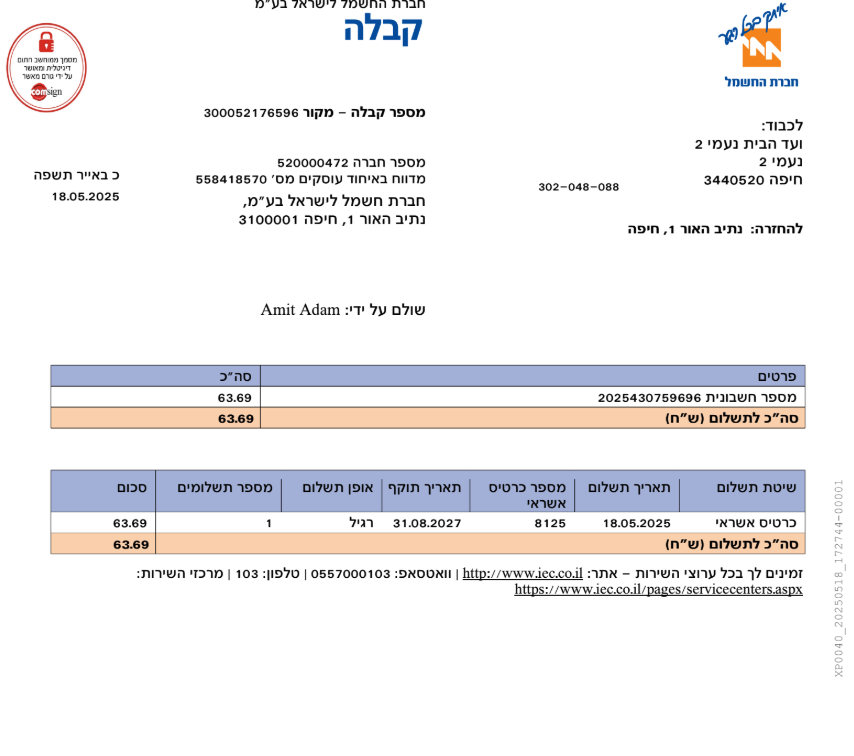 חברת החשמל לישראל בע"מ
קבלה
חברת החשמל
מסמך ממוחשב חתום
דיגיטלית ומאושר
על ידי גורם מאשר
comsign
מספר קבלה – מקור 300052176596
לכבוד:
ועד הבית נעמי 2
נעמי 2
חיפה 3440520
302-048-088
להחזרה: נתיב האור 1, חיפה
מספר חברה 520000472
מדווח באיחוד עוסקים מס' 558418570
חברת חשמל לישראל בע"מ,
נתיב האור 1, חיפה 3100001
כ באייר תשפה
18.05.2025
שולם על ידי: Amit Adam
פרטים סה"כ
מספר חשבונית 2025430759696 63.69
סה"כ לתשלום (ש"ח) 63.69
שיטת תשלום תאריך תשלום מספר כרטיס אשראי תאריך תוקף אופן תשלום מספר תשלומים סכום
כרטיס אשראי 18.05.2025 8125 31.08.2027 רגיל 1 63.69
סה"כ לתשלום (ש"ח) 63.69
זמינים לך בכל ערוצי השירות – אתר: http://www.iec.co.il | וואטסאפ: 0557000103 | טלפון: 103 | מרכזי השירות:
https://www.iec.co.il/pages/servicecenters.aspx
XP0040_20250518_172744-00001